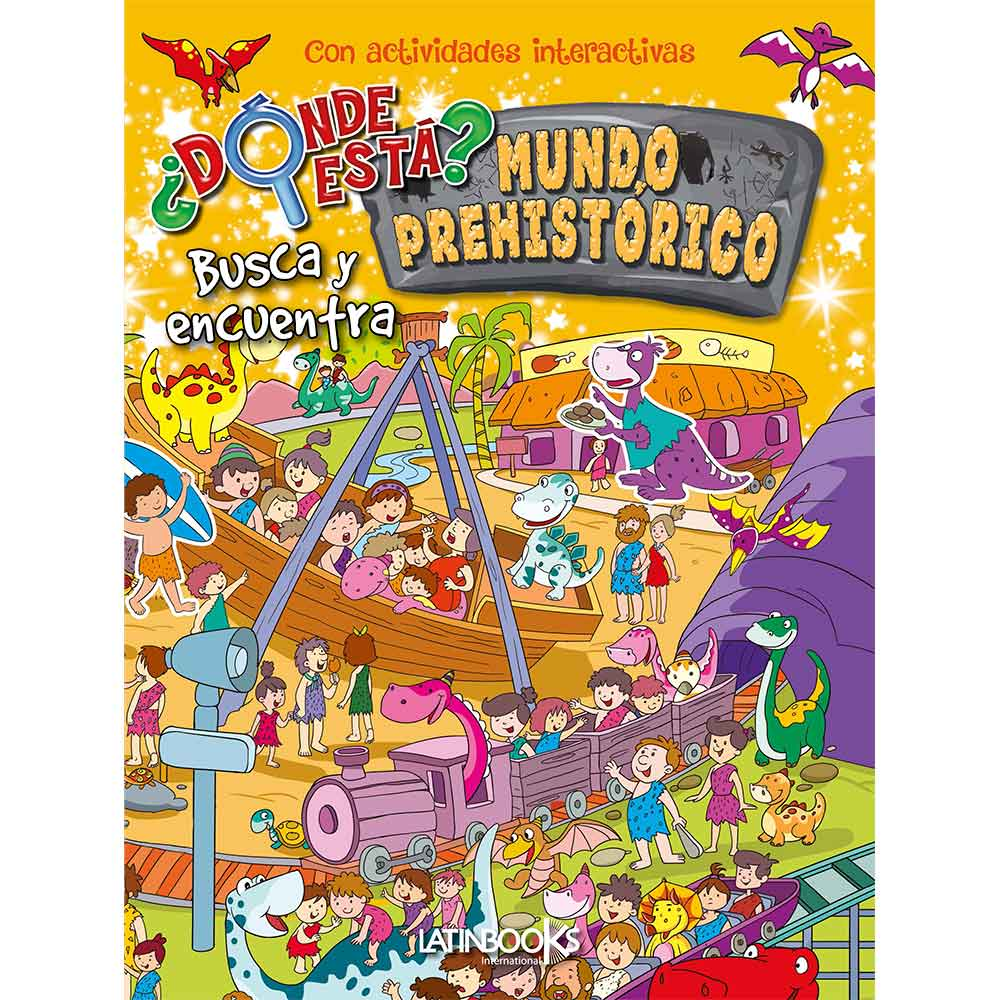 Con actividades interactivas
¿DÓNDE
ESTÁ?
MUNDO
PREHISTÓRICO
Busca y
encuentra
LATINBOOKS
International